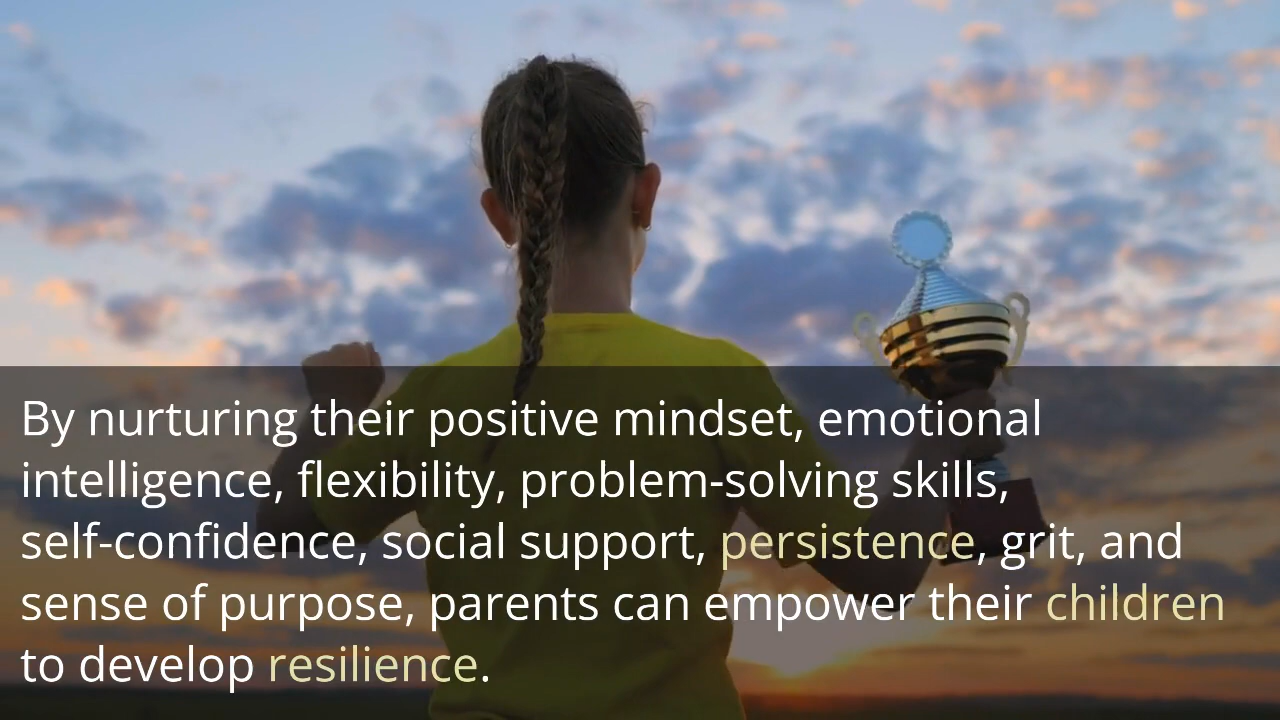 By nurturing their positive mindset, emotional
intelligence, flexibility, problem-solving skills,
self-confidence, social support, persistence, grit, and
sense of purpose, parents can empower their children
to develop resilience.